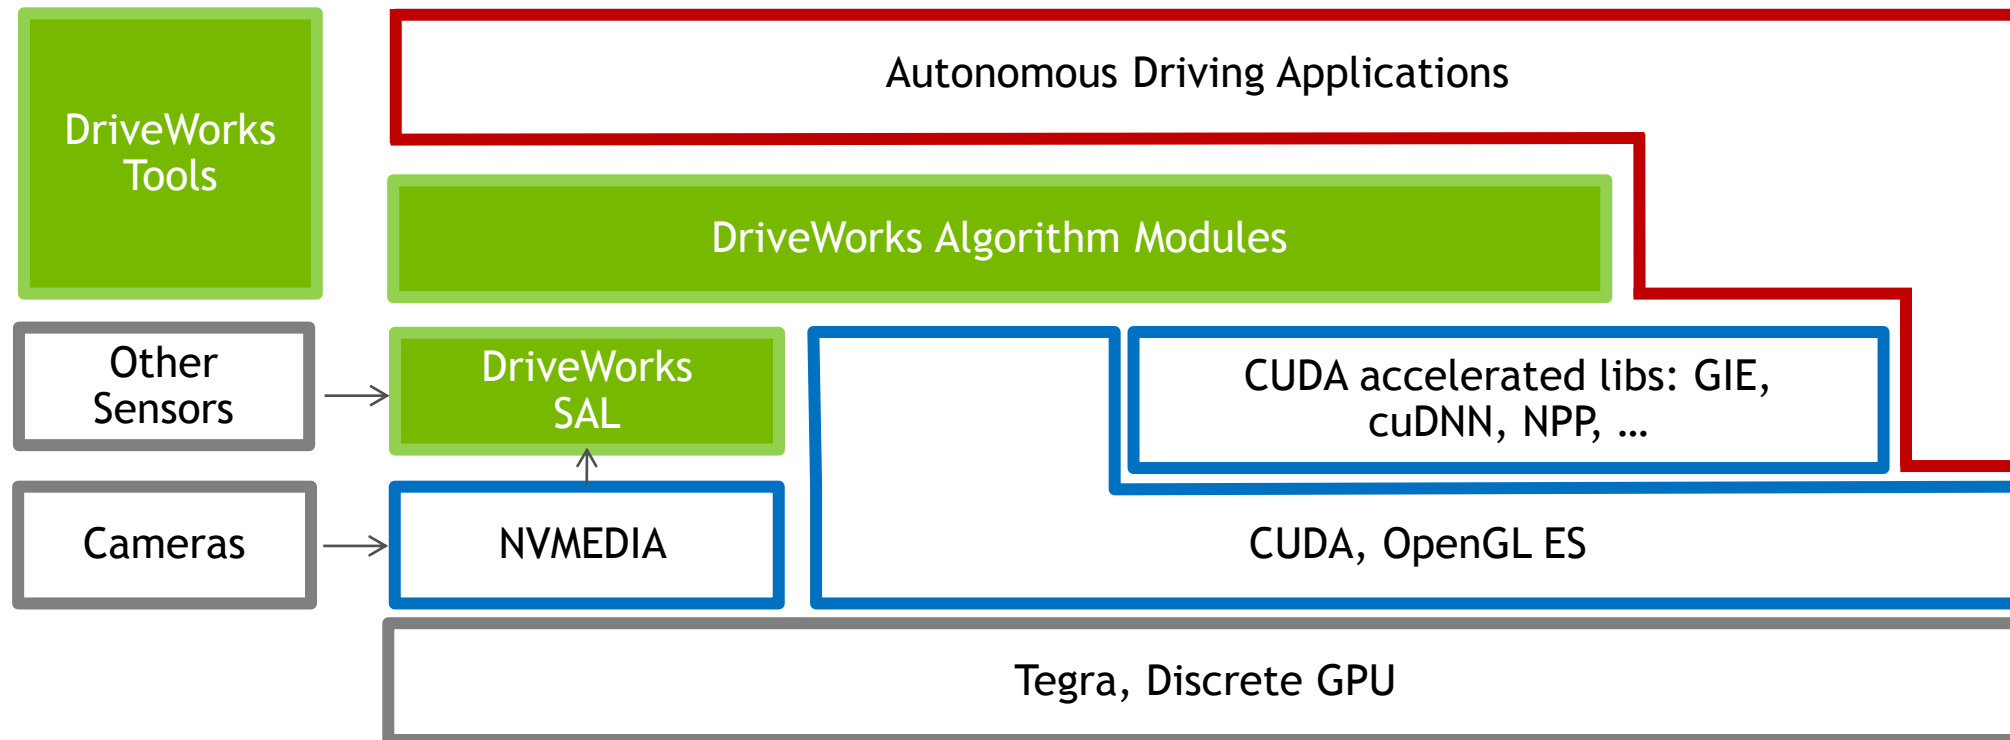 DriveWorks
Tools
Autonomous Driving Applications
DriveWorks Algorithm Modules
Other
Sensors
DriveWorks
SAL
CUDA accelerated libs: GIE,
cuDNN, NPP, …
Cameras
NVMEDIA
CUDA, OpenGL ES
Tegra, Discrete GPU